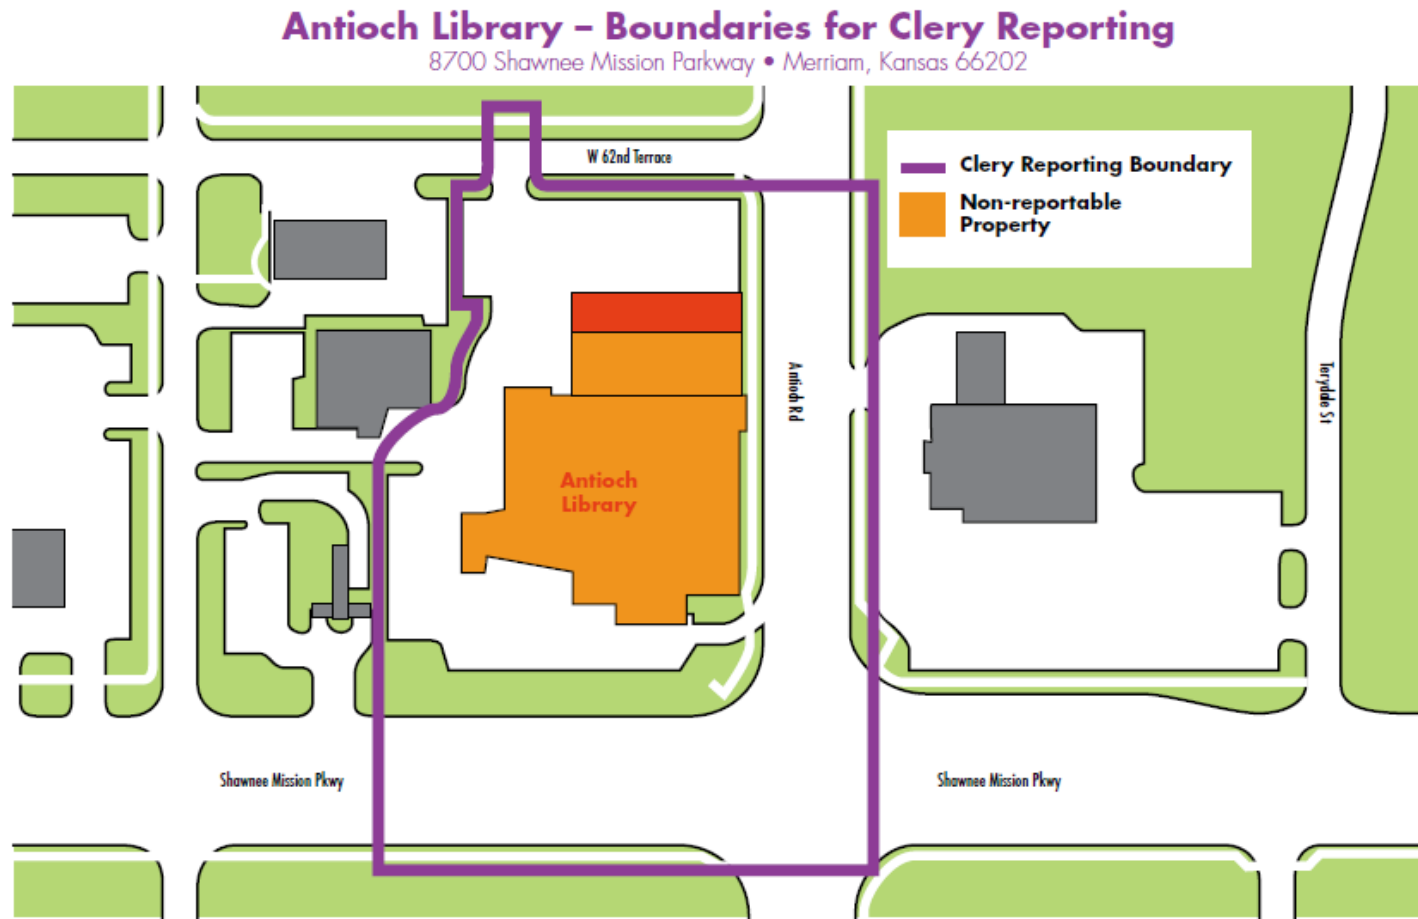 Antioch Library – Boundaries for Clery Reporting
8700 Shawnee Mission Parkway • Merriam, Kansas 66202
W 62nd Terrace
Clery Reporting Boundary
Non-reportable
Property
Antioch Rd
Terydde St
Antioch
Library
Shawnee Mission Pkwy
Shawnee Mission Pkwy